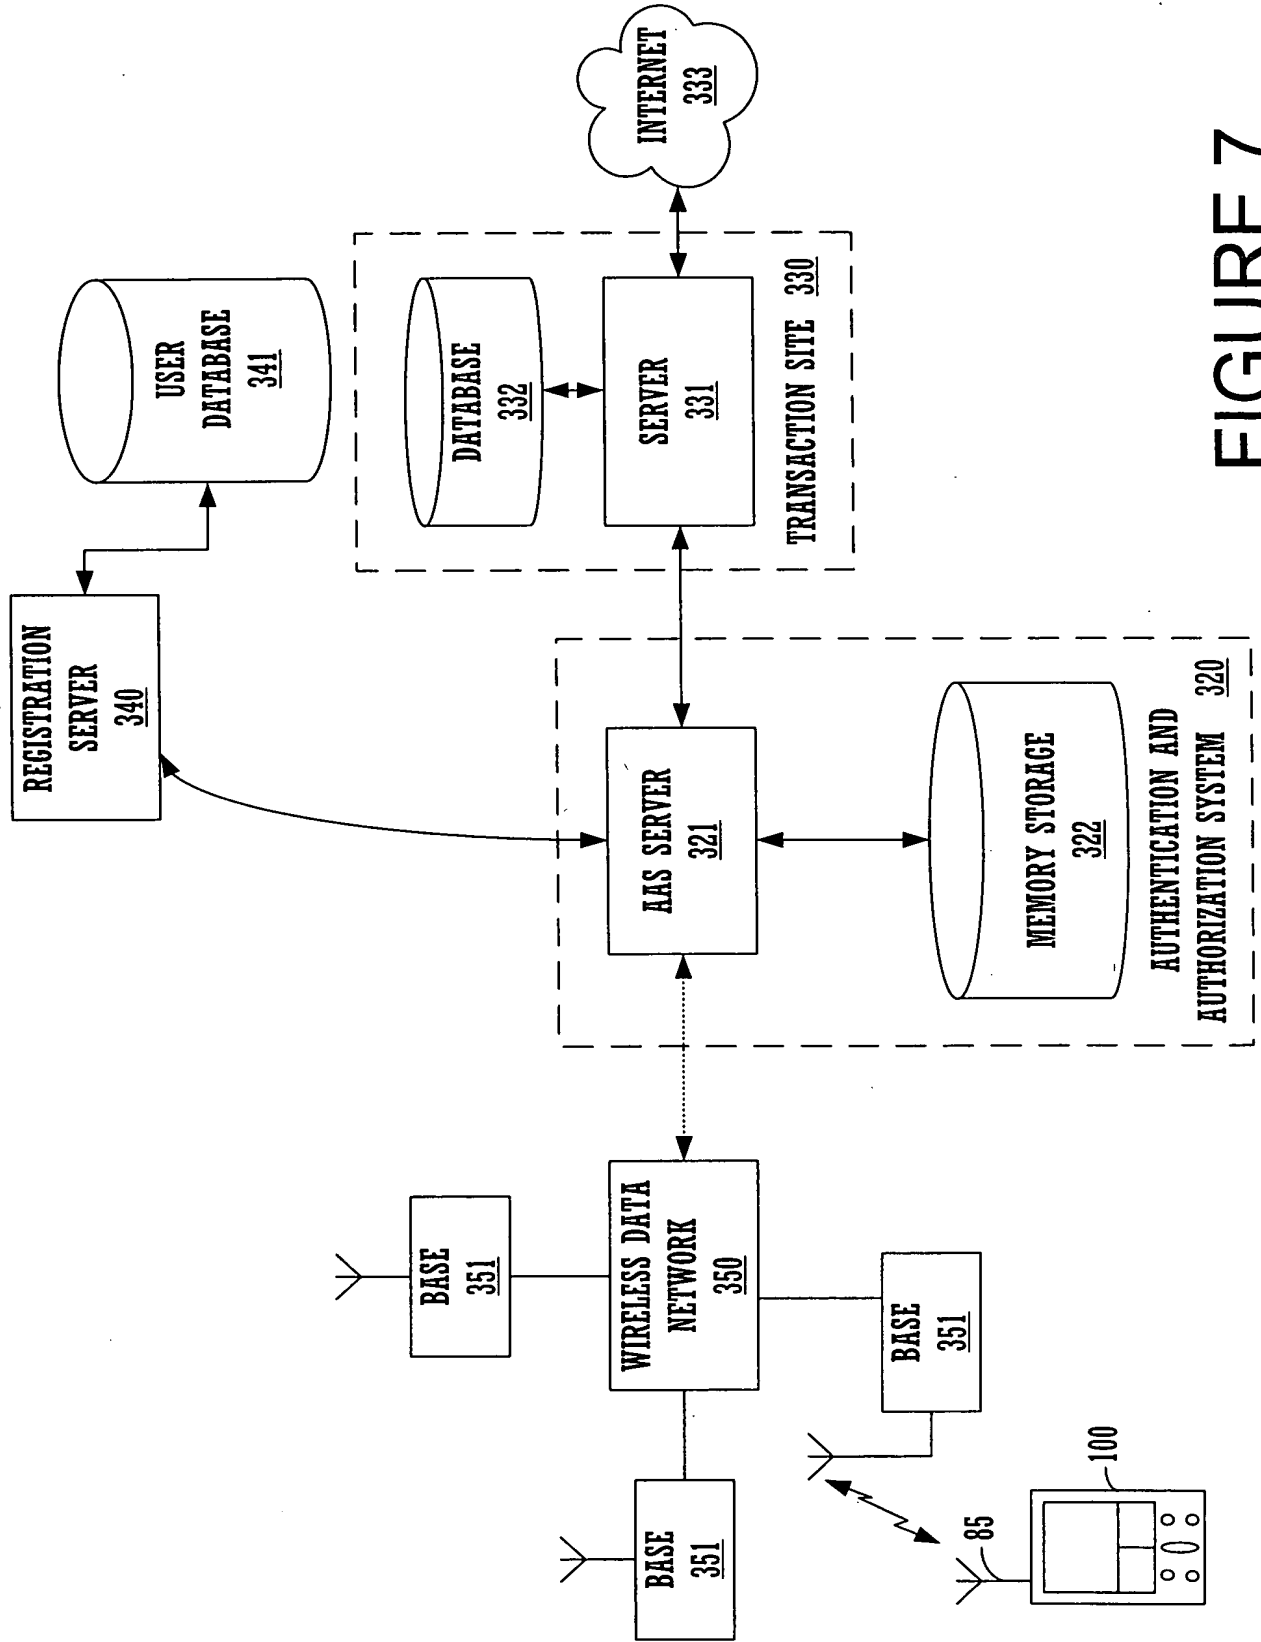 REGISTRATION
SERVER
340
USER
DATABASE
341
DATABASE
332
SERVER
331
TRANSACTION SITE 330
INTERNET
333
AAS SERVER
321
MEMORY STORAGE
322
AUTHENTICATION AND
AUTHORIZATION SYSTEM 320
BASE
351
WIRELESS DATA
NETWORK
350
BASE
351
BASE
351
85
100
FIGURE 7